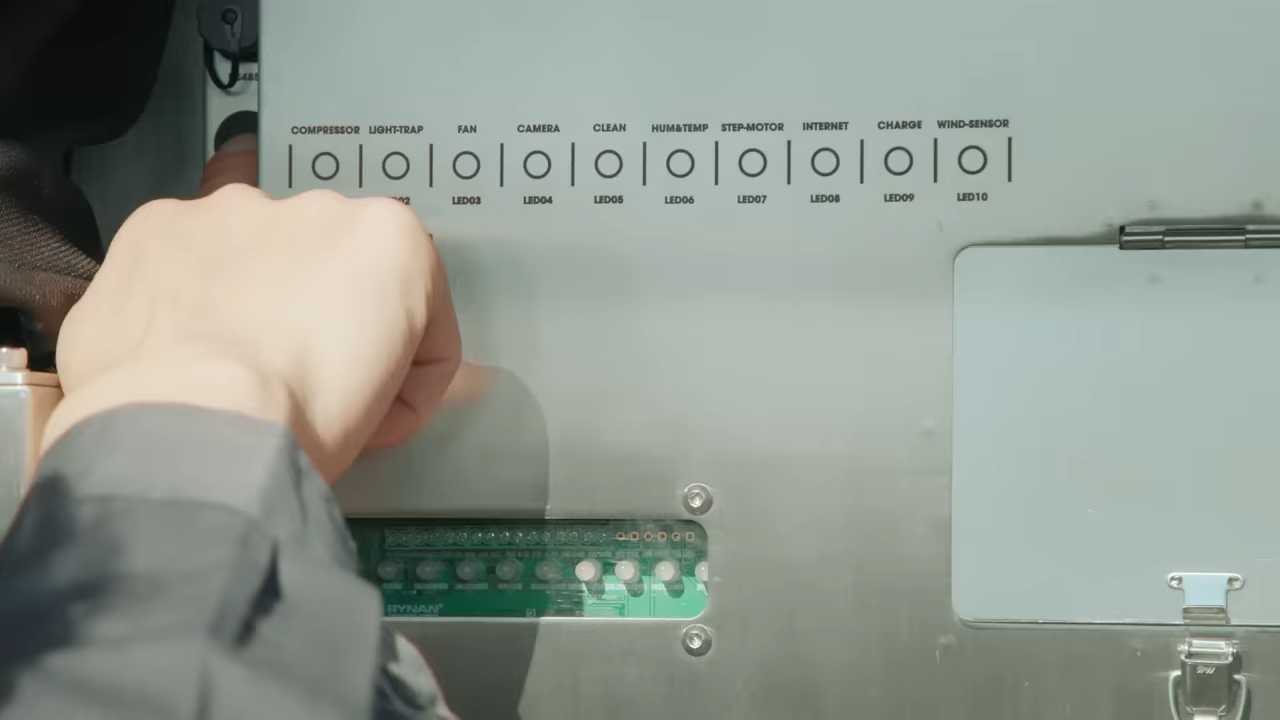 COMPRESSOR LIGHT-TRAP FAN CAMERA CLEAN HUM&TEMP STEP-MOTOR INTERNET CHARGE WIND-SENSOR
LED03 LED04 LED05 LED06 LED07 LED08 LED09 LED10
RYNAN